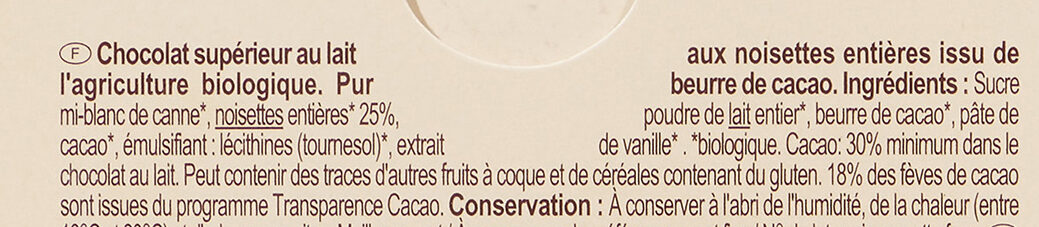 F Chocolat supérieur au lait aux noisettes entières issu de
l'agriculture biologique. Pur beurre de cacao. Ingrédients : Sucre
mi-blanc de canne*, noisettes entières* 25%, poudre de lait entier*, beurre de cacao*, pâte de
cacao*, émulsifiant : lécithines (tournesol)*, extrait de vanille* . *biologique. Cacao: 30% minimum dans le
chocolat au lait. Peut contenir des traces d'autres fruits à coque et de céréales contenant du gluten. 18% des fèves de cacao
sont issues du programme Transparence Cacao. Conservation : À conserver à l'abri de l'humidité, de la chaleur (entre